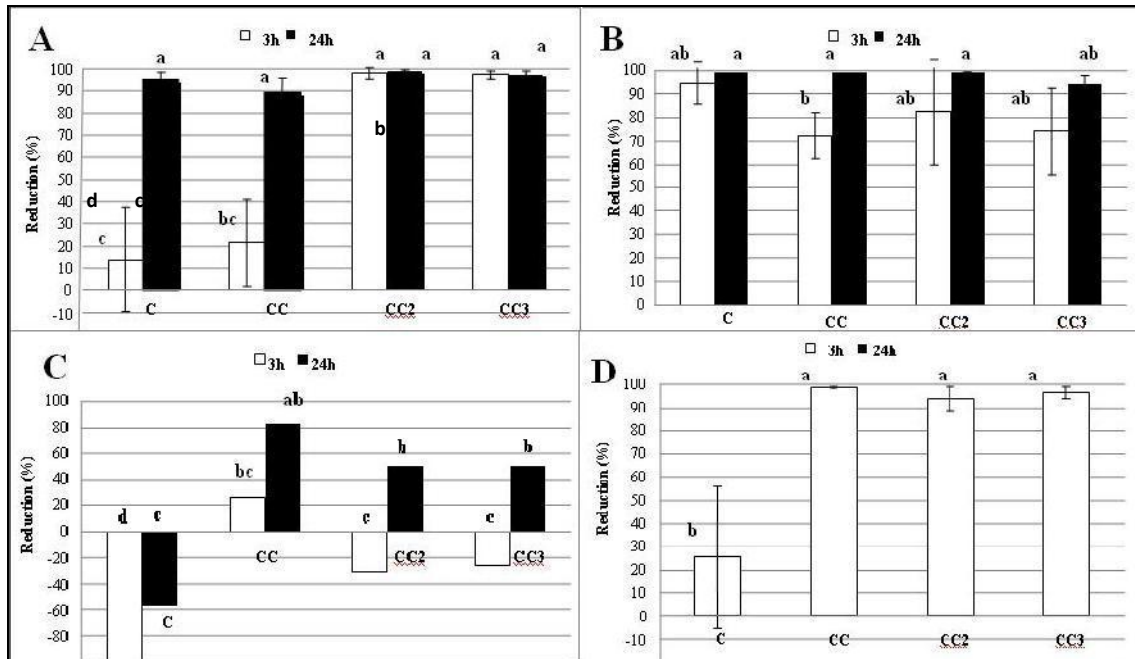 A
3h 24h
a a a a a a
100
90
80
70
60
50
40
30
20
10
0
-10
Reduction (%)
b
d c
c
bc
C CC CC2 CC3
B
3h 24h
ab a a a ab
b ab ab
100
90
80
70
60
50
40
30
20
10
0
Reduction (%)
C CC CC2 CC3
C
3h 24h
100
80
60
40
20
0
-20
-40
-60
-80
Reduction (%)
ab
bc
b b
d c
c c
CC CC2 CC3
C
D
3h 24h
a a a
b
100
90
80
70
60
50
40
30
20
10
0
-10
Reduction (%)
C CC CC2 CC3